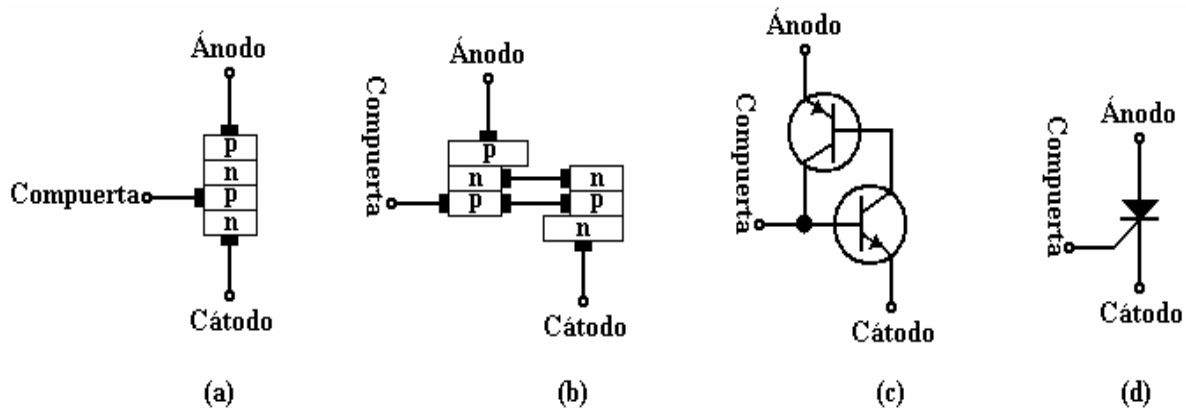 Ánodo
p
n
p
n
Compuerta
Cátodo
(a)
Ánodo
Compuerta
p
n
n
p
p
n
Cátodo
(b)
Ánodo
Compuerta
Cátodo
(c)
Ánodo
Compuerta
Cátodo
(d)